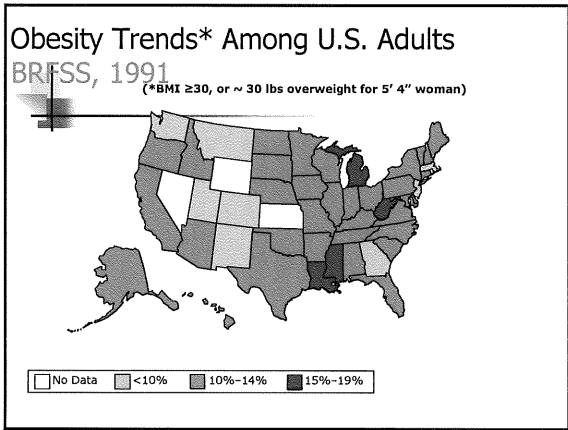 Obesity Trends* Among U.S. Adults
BRFSS, 1991
(*BMI ≥30, or ~ 30 lbs overweight for 5' 4" woman)
No Data <10% 10%–14% 15%–19%